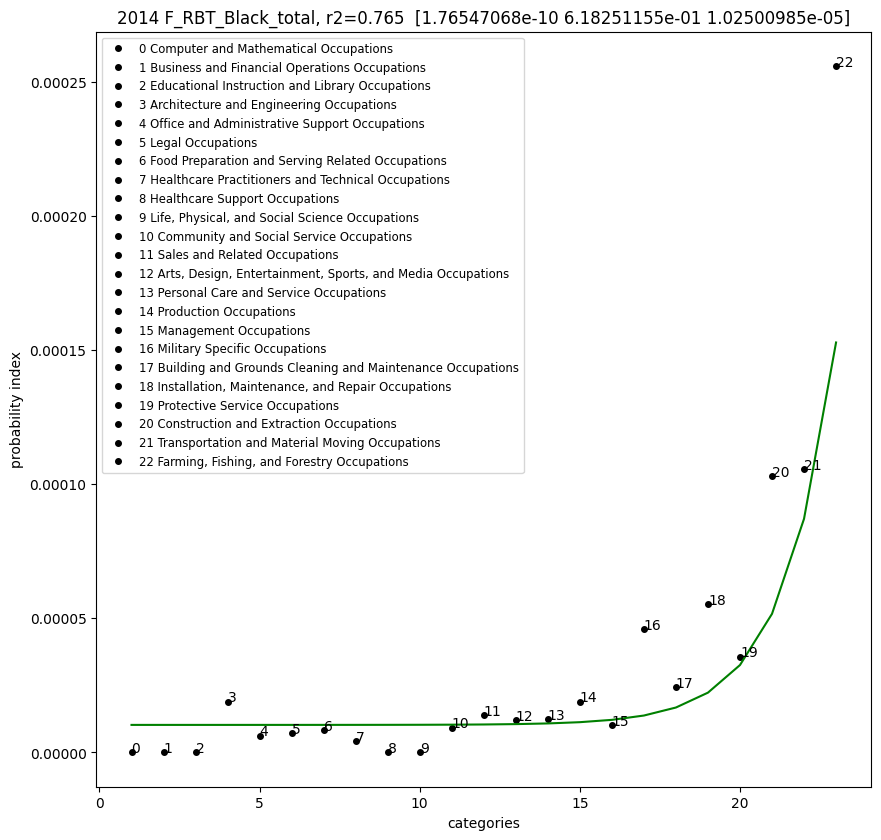 2014 F_RBT_Black_total, r2=0.765  [1.76547068e-10 6.18251155e-01 1.02500985e-05]
0 Computer and Mathematical Occupations
1 Business and Financial Operations Occupations
2 Educational Instruction and Library Occupations
3 Architecture and Engineering Occupations
4 Office and Administrative Support Occupations
5 Legal Occupations
6 Food Preparation and Serving Related Occupations
7 Healthcare Practitioners and Technical Occupations
8 Healthcare Support Occupations
9 Life, Physical, and Social Science Occupations
10 Community and Social Service Occupations
11 Sales and Related Occupations
12 Arts, Design, Entertainment, Sports, and Media Occupations
13 Personal Care and Service Occupations
14 Production Occupations
15 Management Occupations
16 Military Specific Occupations
17 Building and Grounds Cleaning and Maintenance Occupations
18 Installation, Maintenance, and Repair Occupations
19 Protective Service Occupations
20 Construction and Extraction Occupations
21 Transportation and Material Moving Occupations
22 Farming, Fishing, and Forestry Occupations
0.00025
0.00020
0.00015
0.00010
0.00005
0.00000
probability index
0
1
2
3
4
5
6
7
8
9
10
11
12
13
14
15
16
17
18
19
20
21
22
0
5
10
15
20
categories